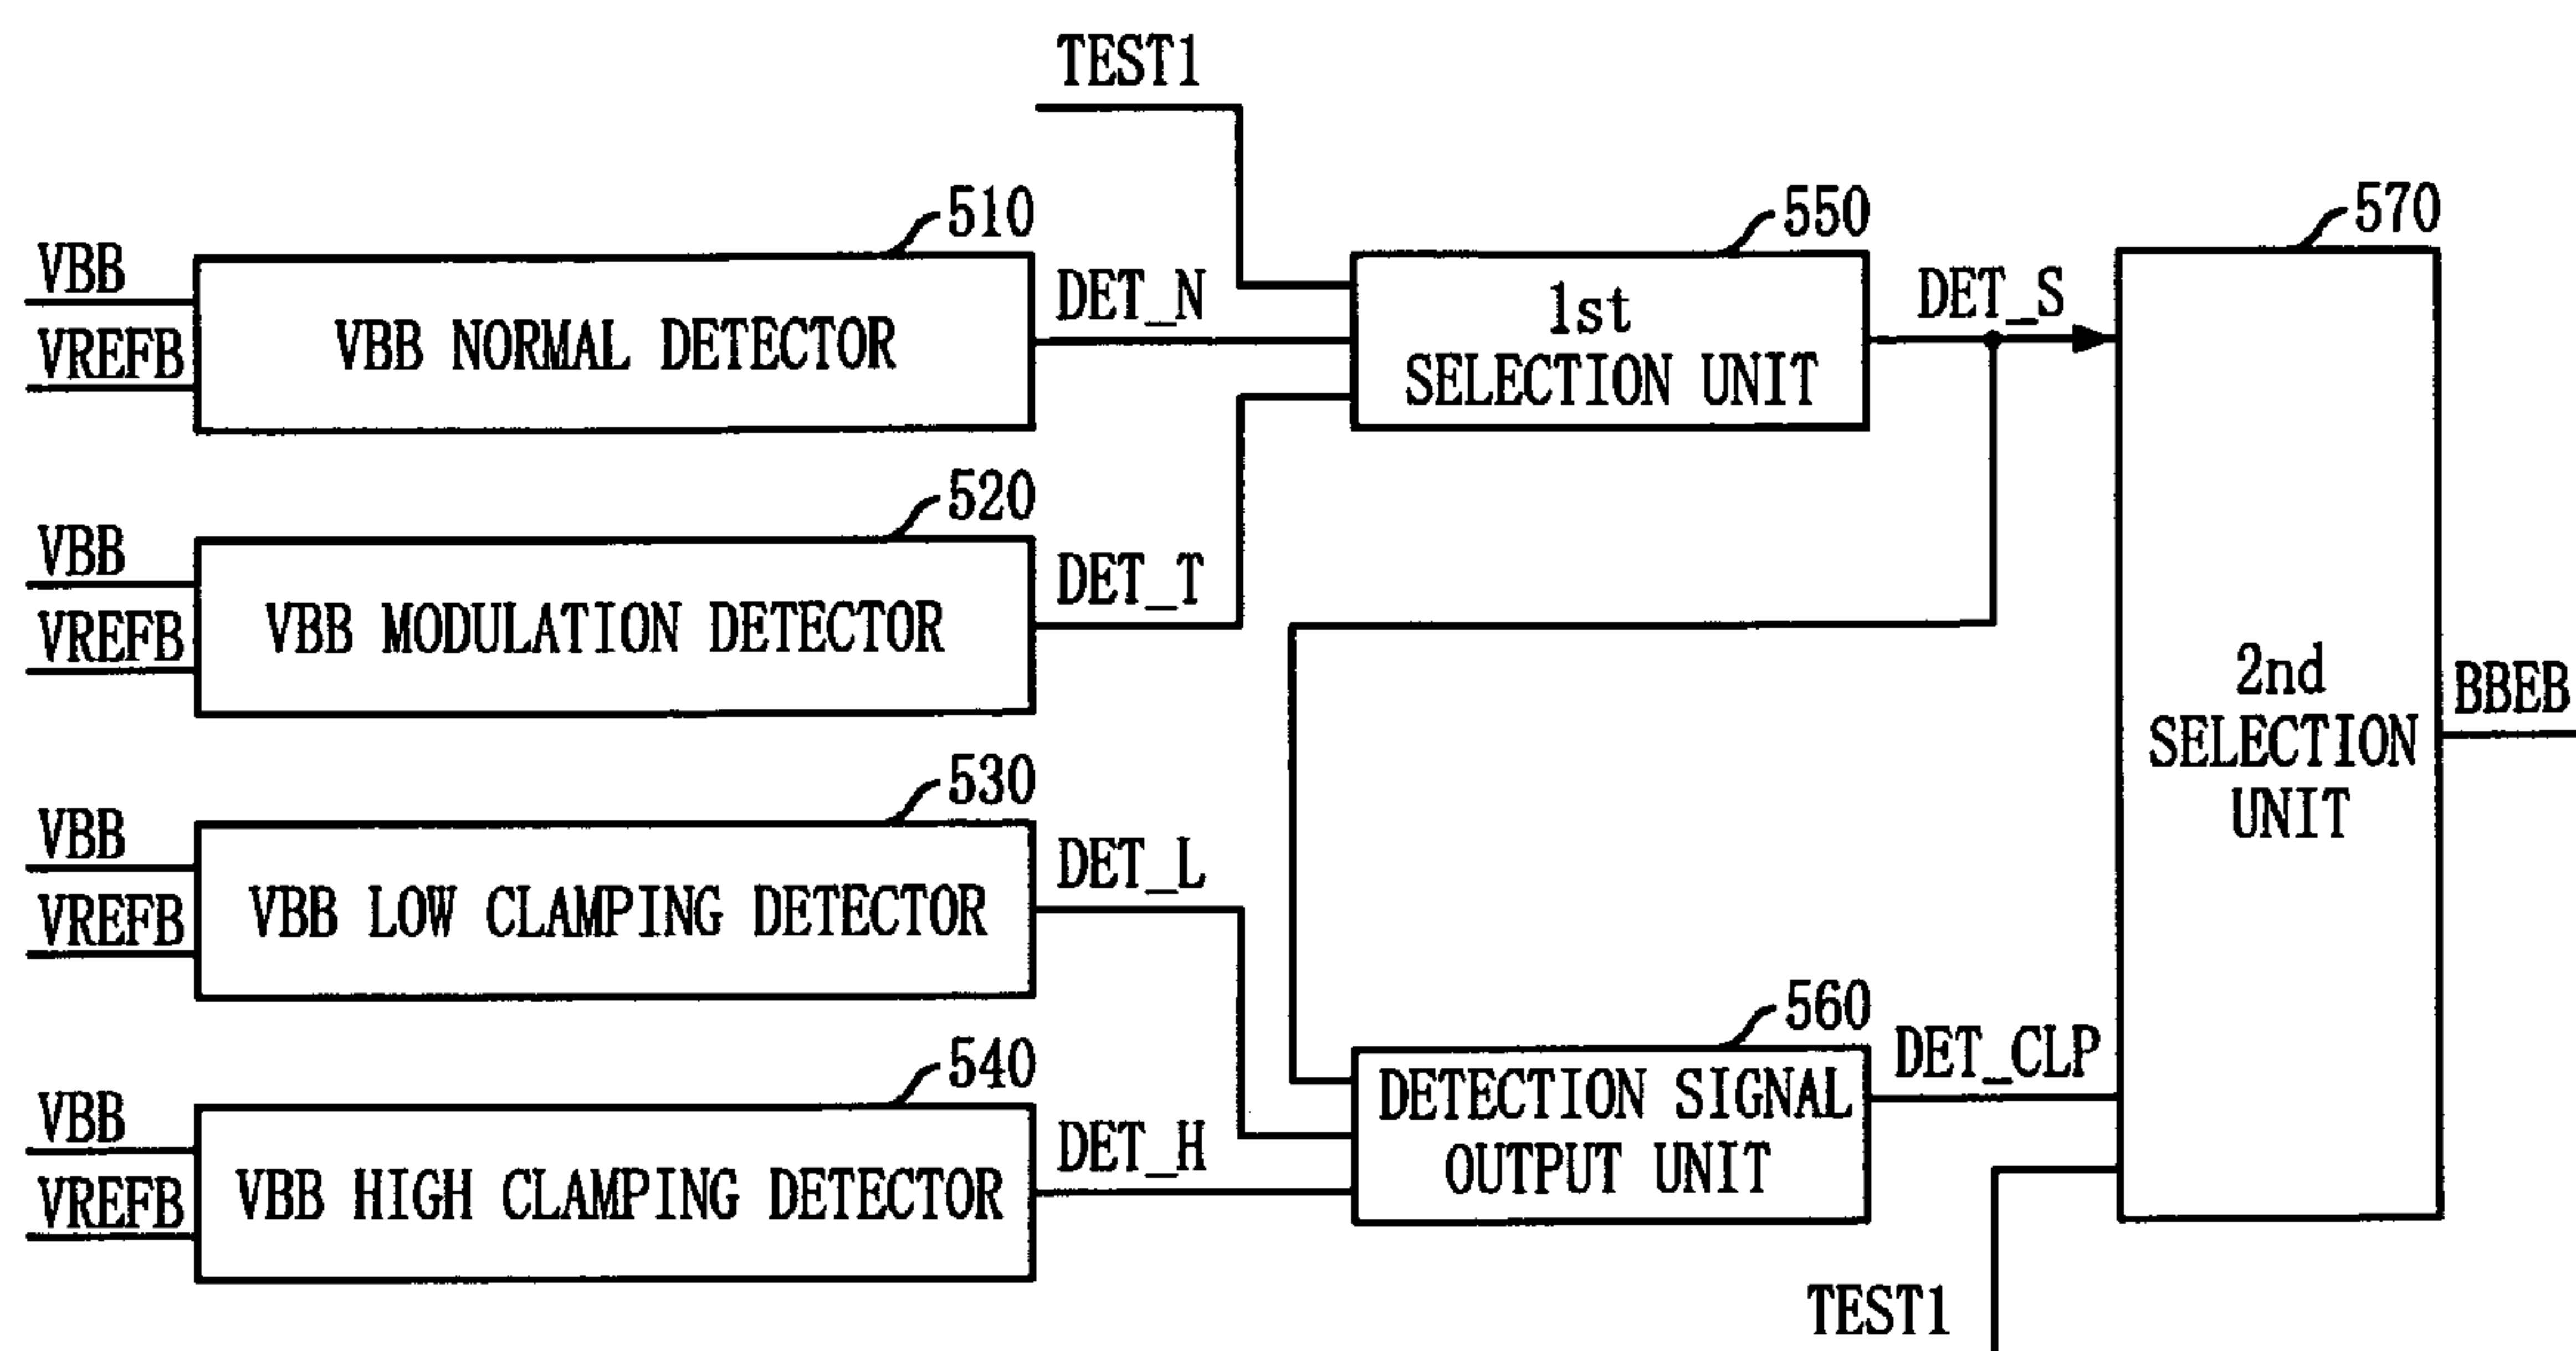 TEST1
510
550
570
VBB
VREFB
VBB NORMAL DETECTOR
DET_N
1st
SELECTION UNIT
DET_S
520
VBB
VREFB
VBB MODULATION DETECTOR
DET_T
2nd
SELECTION
UNIT
BBEB
530
VBB
VREFB
VBB LOW CLAMPING DETECTOR
DET_L
540
560
VBB
VREFB
VBB HIGH CLAMPING DETECTOR
DET_H
DETECTION SIGNAL
OUTPUT UNIT
DET_CLP
TEST1